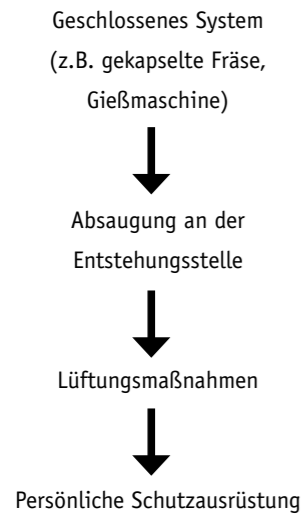 Geschlossenes System
(z.B. gekapselte Fräse,
Gießmaschine)
Absaugung an der
Entstehungsstelle
Lüftungsmaßnahmen
Persönliche Schutzausrüstung